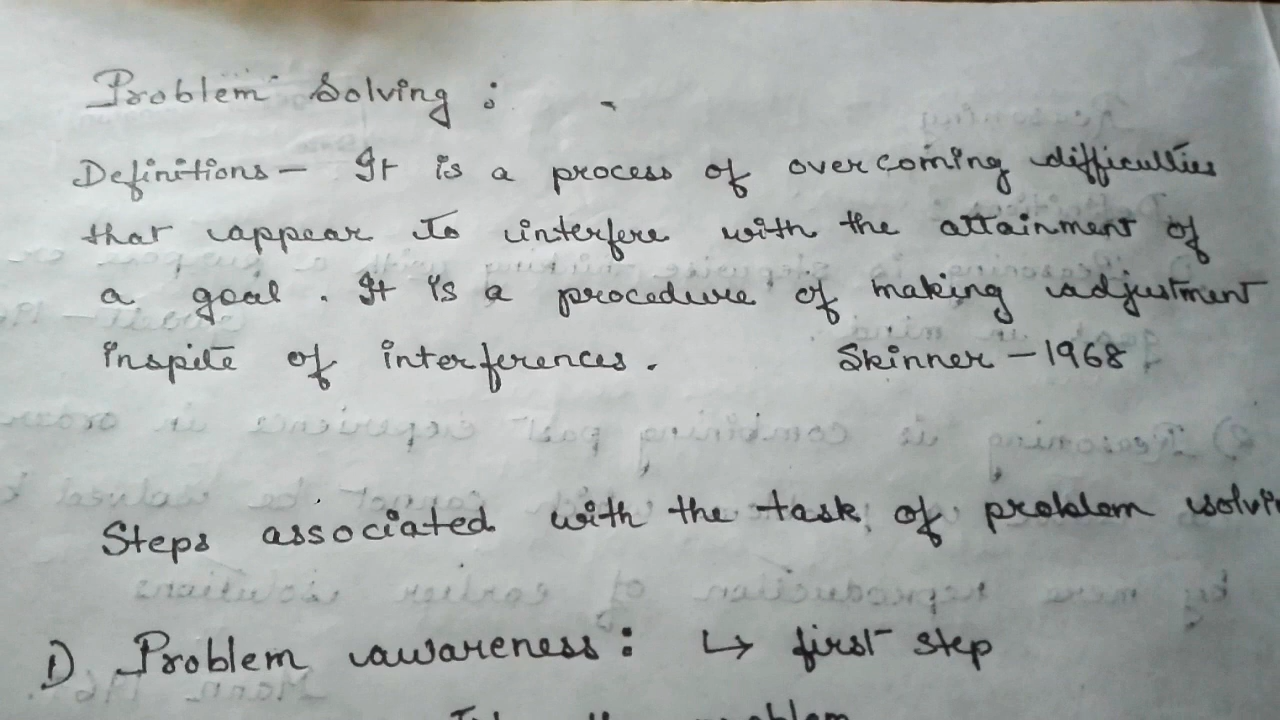 Problem Solving :
Definitions — It is a process of overcoming difficulties
that appear to interfere with the attainment of
a goal . It is a procedure of making adjustment
inspite of interferences . Skinner — 1968
Steps associated with the task of problem solvi
1) Problem awareness : ↳ first step